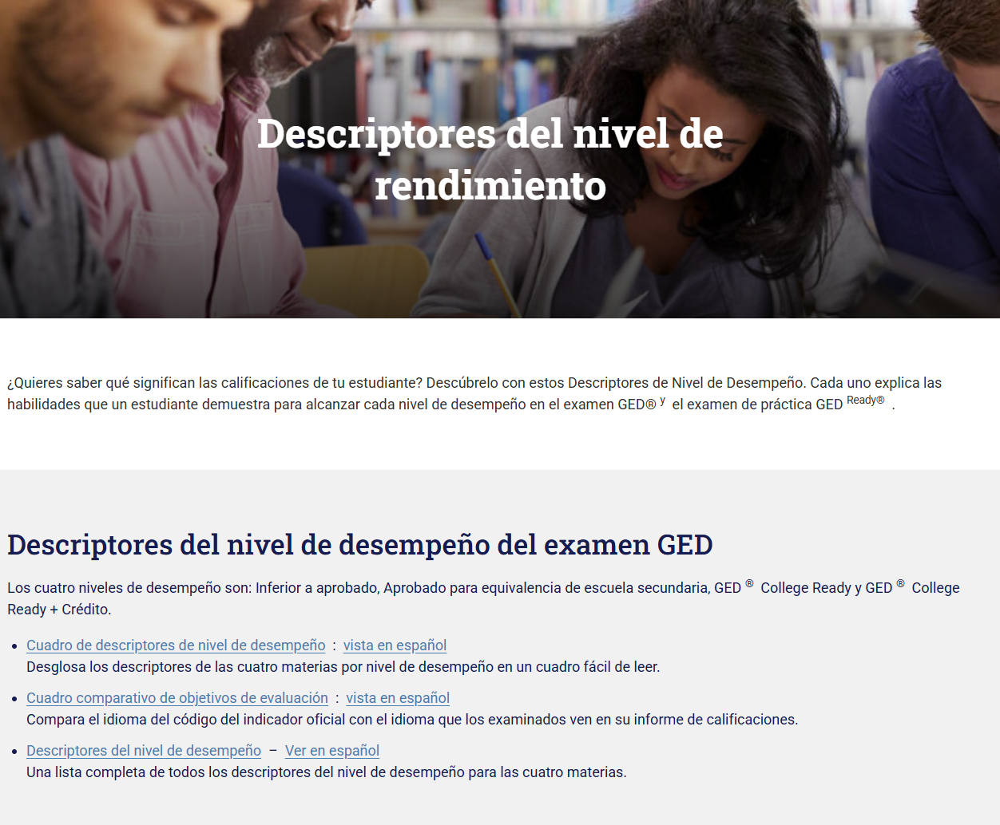 Descriptores del nivel de
rendimiento
¿Quieres saber qué significan las calificaciones de tu estudiante? Descúbrelo con estos Descriptores de Nivel de Desempeño. Cada uno explica las
habilidades que un estudiante demuestra para alcanzar cada nivel de desempeño en el examen GED® y el examen de práctica GED Ready® .
Descriptores del nivel de desempeño del examen GED
Los cuatro niveles de desempeño son: Inferior a aprobado, Aprobado para equivalencia de escuela secundaria, GED ® College Ready y GED ® College
Ready + Crédito.
• Cuadro de descriptores de nivel de desempeño : vista en español
Desglosa los descriptores de las cuatro materias por nivel de desempeño en un cuadro fácil de leer.
• Cuadro comparativo de objetivos de evaluación : vista en español
Compara el idioma del código del indicador oficial con el idioma que los examinados ven en su informe de calificaciones.
• Descriptores del nivel de desempeño – Ver en español
Una lista completa de todos los descriptores del nivel de desempeño para las cuatro materias.